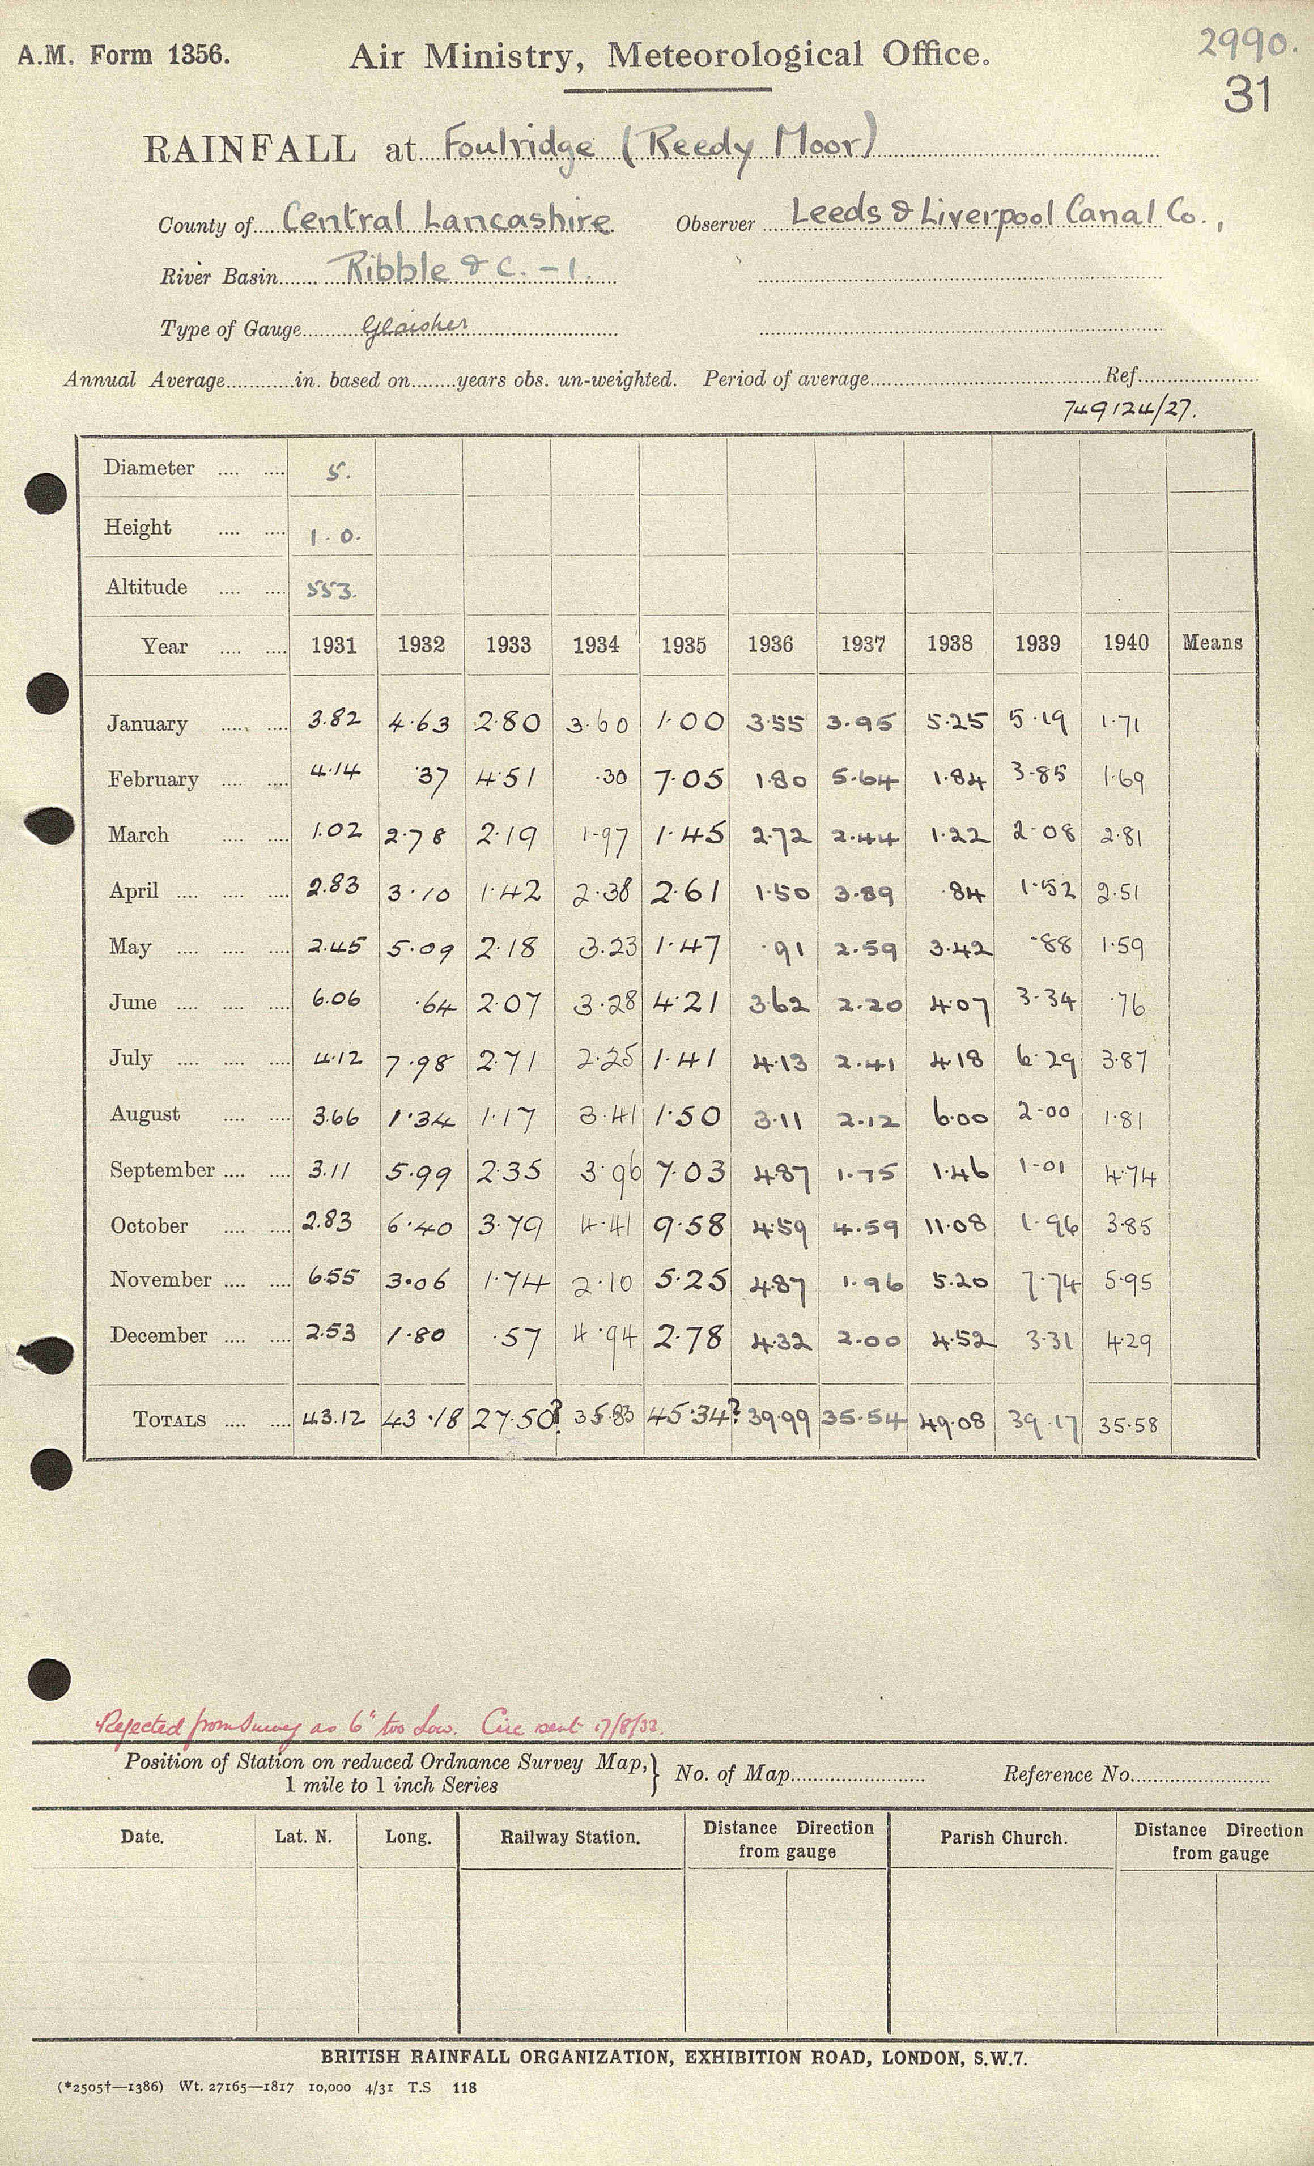 A.M. Form 1356. Air Ministry, Meteorological Office. 2990.
31
RAINFALL at Foulridge (Reedy Moor)
County of Central Lancashire Observer Leeds & Liverpool Canal Co.,
River Basin Ribble & C. - 1.
Type of Gauge Glaisher
Annual Average in. based on years obs. un-weighted. Period of average Ref.
749124/27.
Diameter 5.
Height 1.0.
Altitude 553.
Year 1931 1932 1933 1934 1935 1936 1937 1938 1939 1940 Means
January 3.82 4.63 2.80 3.60 1.00 3.55 3.95 5.25 5.19 1.71
February 4.14 .37 4.51 .30 7.05 1.80 5.64 1.84 3.85 1.69
March 1.02 2.78 2.19 1.97 1.45 2.72 2.44 1.22 2.08 2.81
April 2.83 3.10 1.42 2.38 2.61 1.50 3.89 .84 1.52 2.51
May 2.45 5.09 2.18 3.23 1.47 .91 2.59 3.42 .88 1.59
June 6.06 .64 2.07 3.28 4.21 3.62 2.20 4.07 3.34 .76
July 4.12 7.98 2.71 2.25 1.41 4.13 2.41 4.18 6.29 3.87
August 3.66 1.34 1.17 3.41 1.50 3.11 2.12 6.00 2.00 1.81
September 3.11 5.99 2.35 3.96 7.03 4.87 1.75 1.46 1.01 4.74
October 2.83 6.40 3.79 4.41 9.58 4.59 4.59 11.08 1.96 3.85
November 6.55 3.06 1.74 2.10 5.25 4.87 1.96 5.20 7.74 5.95
December 2.53 1.80 .57 4.94 2.78 4.32 2.00 4.52 3.31 4.29
TOTALS 43.12 43.18 27.50? 35.83 45.34? 39.99 35.54 49.08 39.17 35.58
Rejected from Survey as 6" too low. Circ sent 17/8/33.
Position of Station on reduced Ordnance Survey Map, } No. of Map Reference No.
1 mile to 1 inch Series
Date. Lat. N. Long. Railway Station. Distance Direction from gauge Parish Church. Distance Direction from gauge
BRITISH RAINFALL ORGANIZATION, EXHIBITION ROAD, LONDON, S.W.7.
(*2505†—1386) Wt. 27165—1817 10,000 4/31 T.S 118